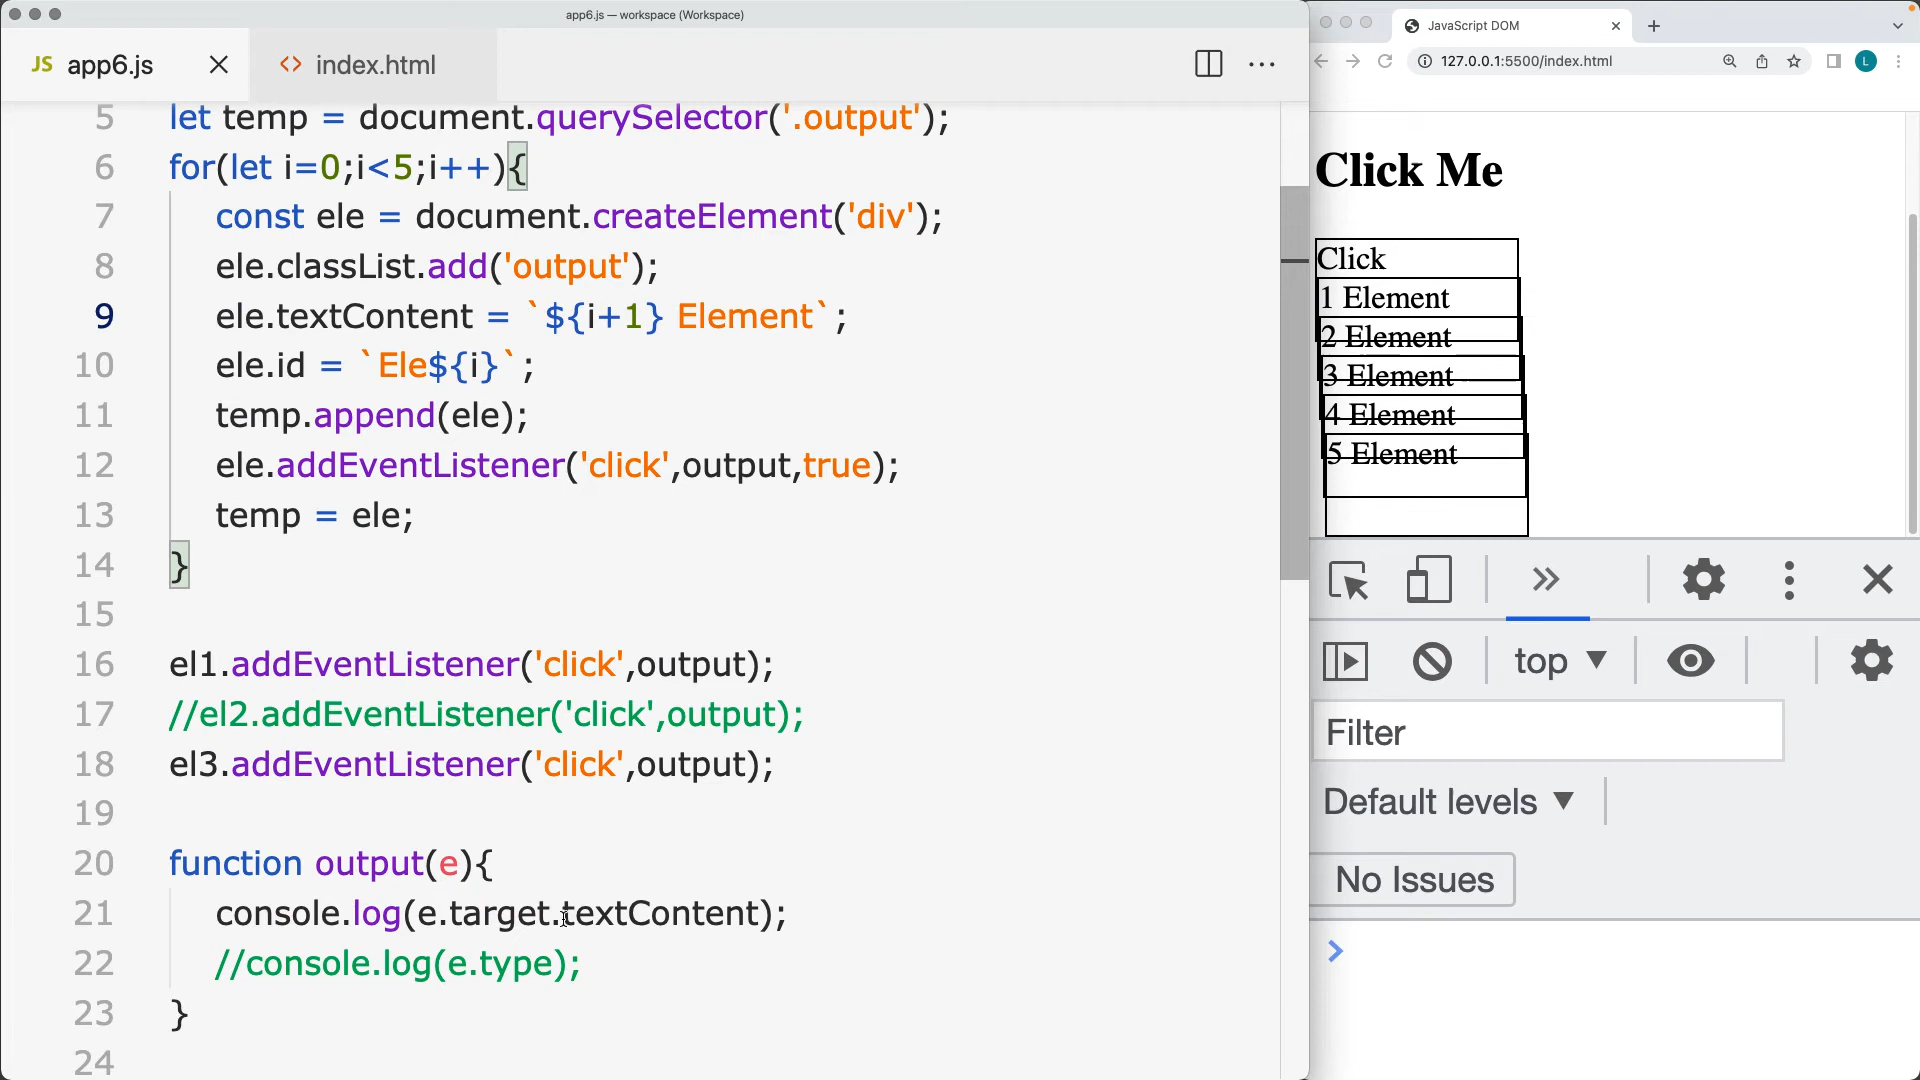 app6.js — workspace (Workspace)
JS app6.js
<> index.html
5 let temp = document.querySelector('.output');
6 for(let i=0;i<5;i++){
7 const ele = document.createElement('div');
8 ele.classList.add('output');
9 ele.textContent = `${i+1} Element`;
10 ele.id = `Ele${i}`;
11 temp.append(ele);
12 ele.addEventListener('click',output,true);
13 temp = ele;
14 }
15
16 el1.addEventListener('click',output);
17 //el2.addEventListener('click',output);
18 el3.addEventListener('click',output);
19
20 function output(e){
21 console.log(e.target.textContent);
22 //console.log(e.type);
23 }
24
JavaScript DOM
127.0.0.1:5500/index.html
L
Click Me
Click
1 Element
2 Element
3 Element
4 Element
5 Element
top
Filter
Default levels
No Issues